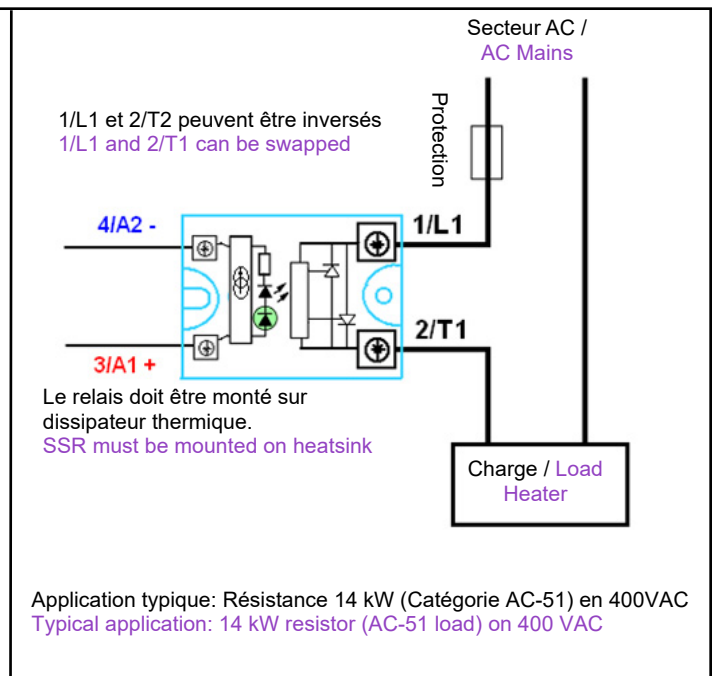 Secteur AC /
AC Mains
Protection
1/L1 et 2/T2 peuvent être inversés
1/L1 and 2/T1 can be swapped
4/A2 -
1/L1
3/A1 +
2/T1
Le relais doit être monté sur
dissipateur thermique.
SSR must be mounted on heatsink
Charge / Load
Heater
Application typique: Résistance 14 kW (Catégorie AC-51) en 400VAC
Typical application: 14 kW resistor (AC-51 load) on 400 VAC